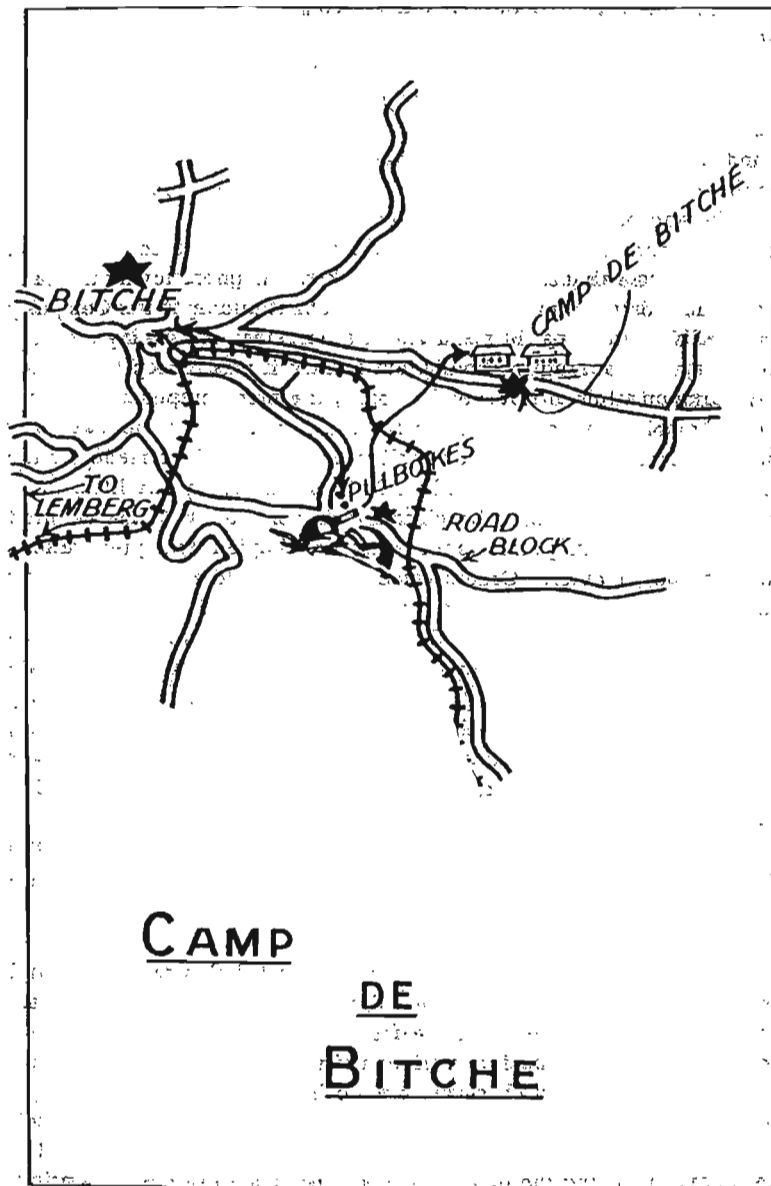 BITCHE
CAMP DE BITCHE
PILLBOXES
TO
LEMBERG
ROAD
BLOCK
CAMP
DE
BITCHE